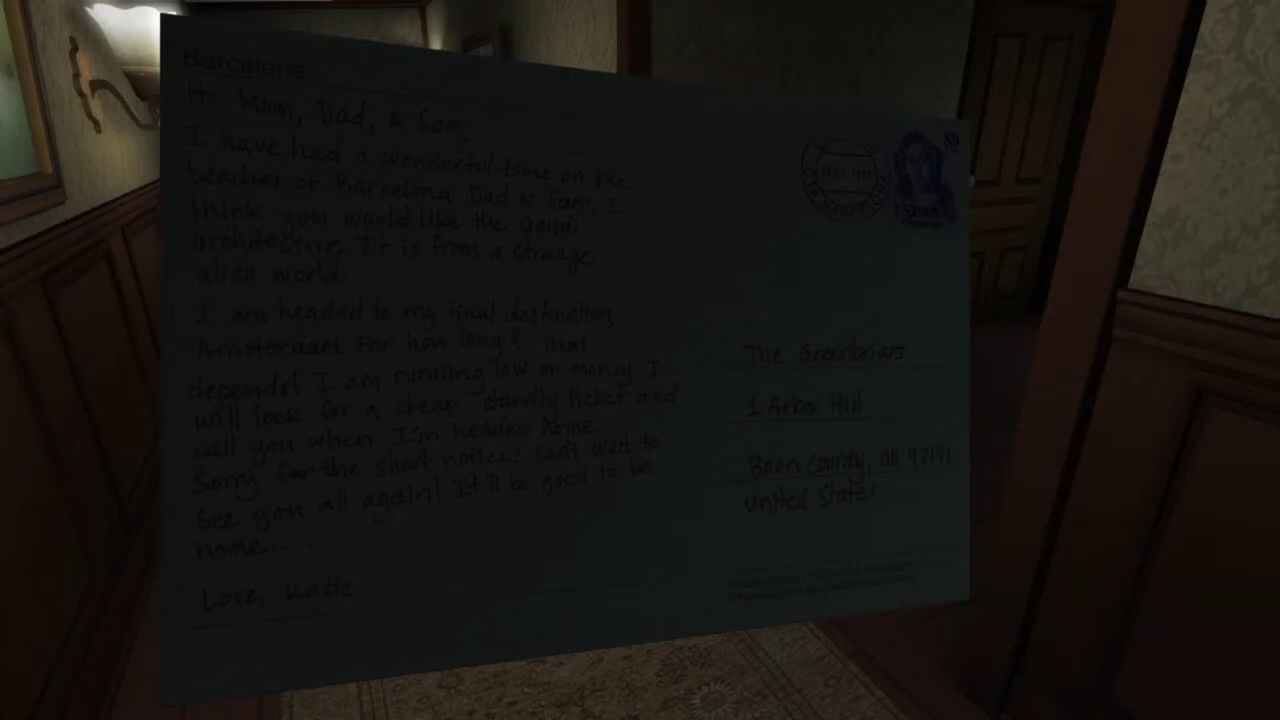 Barcelona
Hi Mom, Dad, & Sam,
I have had a wonderful time on the
beaches of Barcelona. Dad & Sam, I
think you would like the Gaudi
architecture. It is from a strange
alien world.
I am headed to my final destination,
Amsterdam. For how long? That
depends! I am running low on money. I
will look for a cheap standby ticket and
call you when I'm headed home.
Sorry for the short notice! Can't wait to
see you all again! It'll be good to be
home....
Love, Katie
The Greenbriars
1 Arbor Hill
Boon County, OR
United States